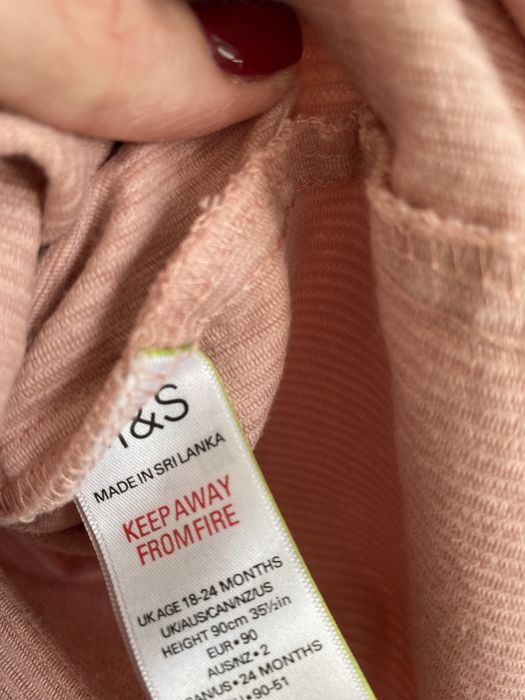 &S
MADE IN SRI LANKA
KEEP AWAY
FROM FIRE
UK AGE 18-24 MONTHS
UK/AUS/CAN/NZ/US
HEIGHT 90cm 35½in
EUR•90
AUS/NZ•2
CAN/US•24 MONTHS
90-51